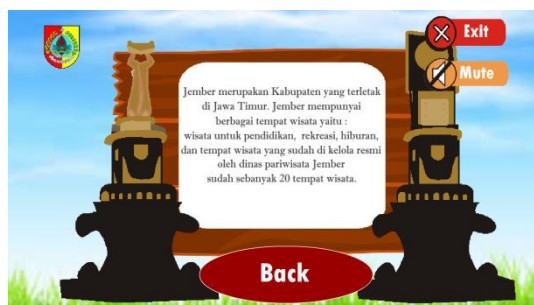 Exit
Mute
Jember merupakan Kabupaten yang terletak
di Jawa Timur. Jember mempunyai
berbagai tempat wisata yaitu :
wisata untuk pendidikan, rekreasi, hiburan,
dan tempat wisata yang sudah di kelola resmi
oleh dinas pariwisata Jember
sudah sebanyak 20 tempat wisata.
Back